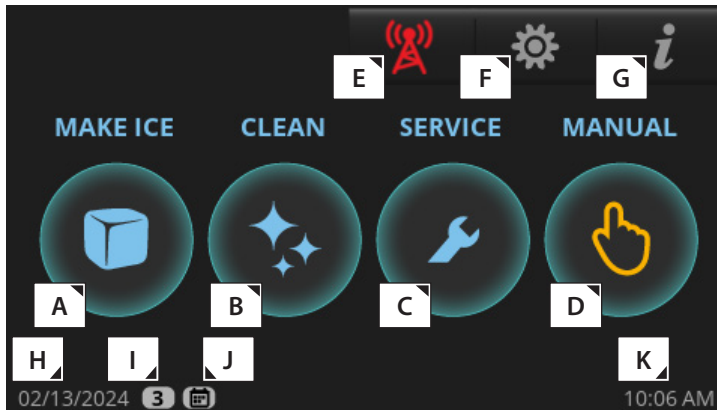 E F G
MAKE ICE CLEAN SERVICE MANUAL
A B C D
H I J K
02/13/2024 3 10:06 AM